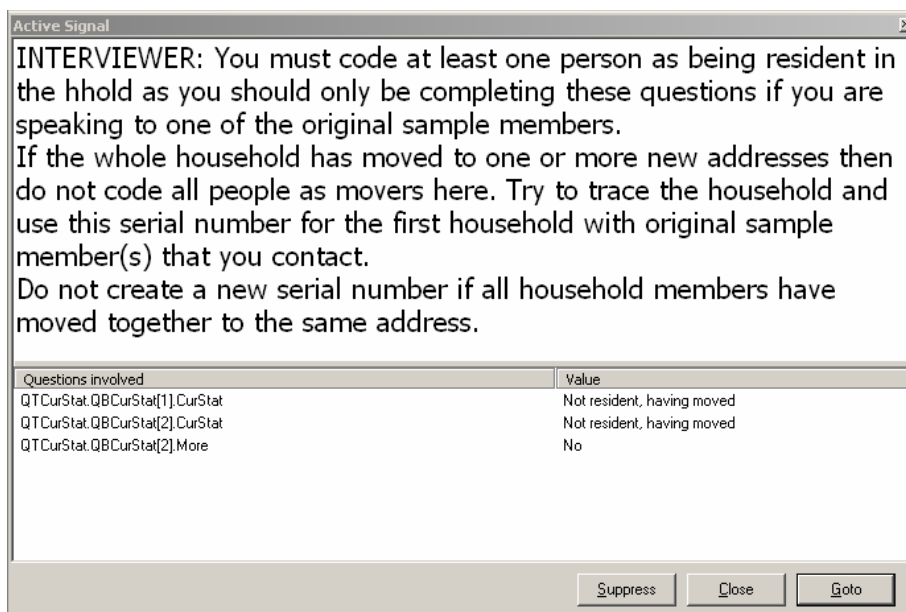 Active Signal
INTERVIEWER: You must code at least one person as being resident in
the hhold as you should only be completing these questions if you are
speaking to one of the original sample members.
If the whole household has moved to one or more new addresses then
do not code all people as movers here. Try to trace the household and
use this serial number for the first household with original sample
member(s) that you contact.
Do not create a new serial number if all household members have
moved together to the same address.
Questions involved Value
QTCurStat.QBCurStat[1].CurStat Not resident, having moved
QTCurStat.QBCurStat[2].CurStat Not resident, having moved
QTCurStat.QBCurStat[2].More No
Suppress Close Goto